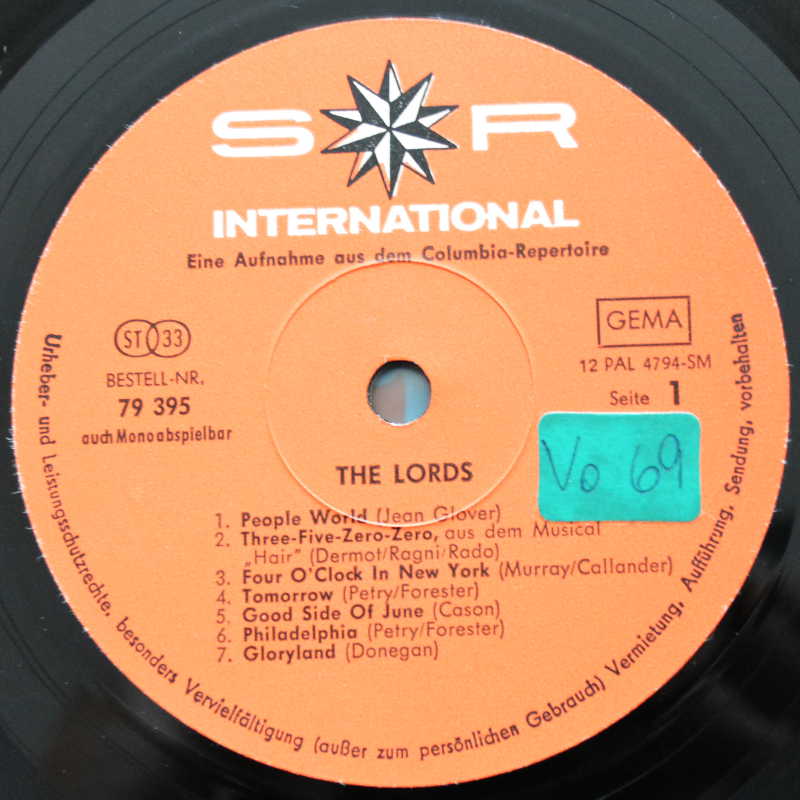 S R
INTERNATIONAL
Eine Aufnahme aus dem Columbia-Repertoire
ST 33
BESTELL-NR.
79 395
auch Mono abspielbar
GEMA
12 PAL 4794-SM
Seite 1
Vo 69
THE LORDS
1. People World (Jean Glover)
2. Three-Five-Zero-Zero, aus dem Musical
„Hair" (Dermot/Ragni/Rado)
3. Four O'Clock In New York (Murray/Callander)
4. Tomorrow (Petry/Forester)
5. Good Side Of June (Cason)
6. Philadelphia (Petry/Forester)
7. Gloryland (Donegan)
Urheber- und Leistungsschutzrechte, besonders Vervielfältigung (außer zum persönlichen Gebrauch) Vermietung, Aufführung, Sendung, vorbehalten